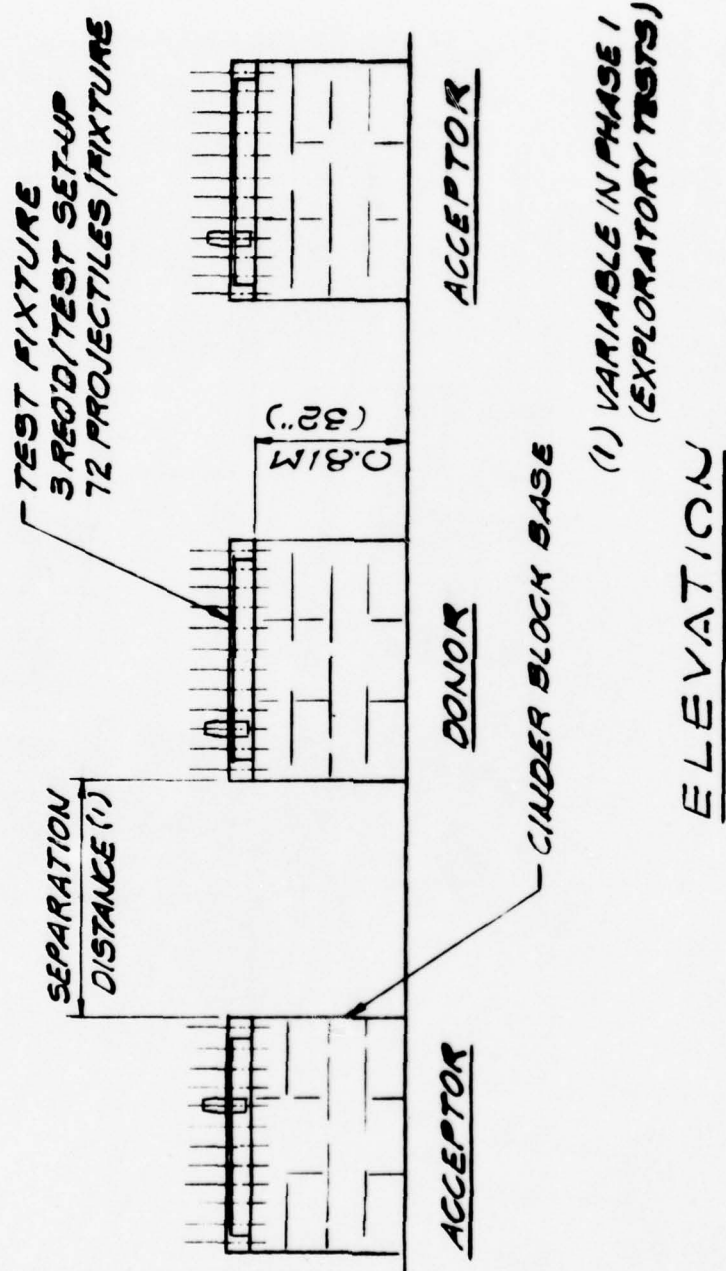 TEST FIXTURE
3 REQ'D/TEST SET-UP
72 PROJECTILES/FIXTURE
SEPARATION
DISTANCE (1)
0.81M
(32")
ACCEPTOR
DONOR
ACCEPTOR
CINDER BLOCK BASE
(1) VARIABLE IN PHASE 1
(EXPLORATORY TESTS)
ELEVATION